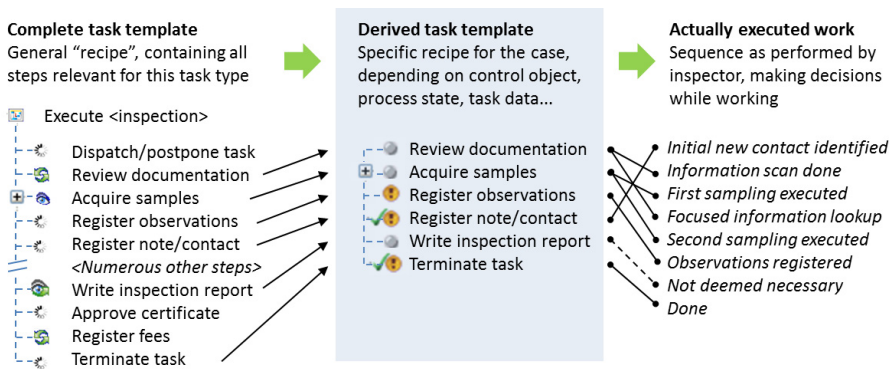 Complete task template
General “recipe”, containing all
steps relevant for this task type
Execute <inspection>
Dispatch/postpone task
Review documentation
Acquire samples
Register observations
Register note/contact
<Numerous other steps>
Write inspection report
Approve certificate
Register fees
Terminate task
Derived task template
Specific recipe for the case,
depending on control object,
process state, task data...
Review documentation
Acquire samples
Register observations
Register note/contact
Write inspection report
Terminate task
Actually executed work
Sequence as performed by
inspector, making decisions
while working
Initial new contact identified
Information scan done
First sampling executed
Focused information lookup
Second sampling executed
Observations registered
Not deemed necessary
Done